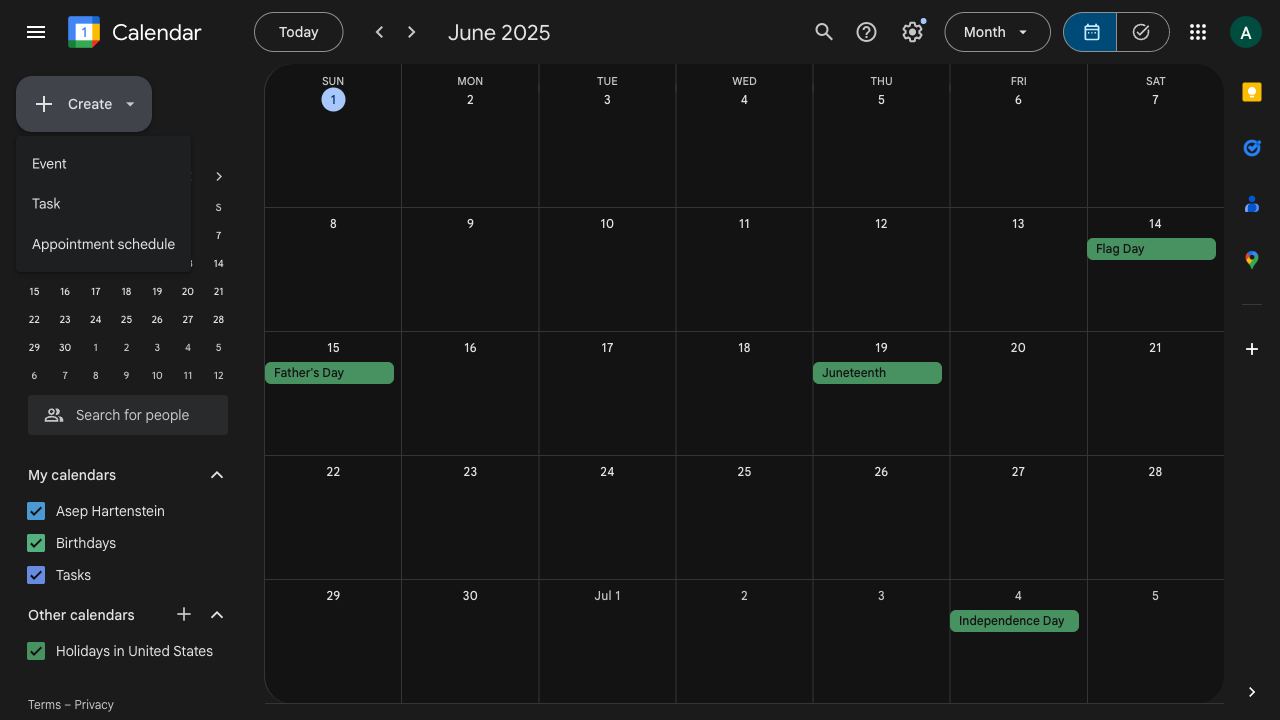 1 Calendar Today June 2025 Month A
Create
Event
Task
Appointment schedule
S
7
14
15 16 17 18 19 20 21
22 23 24 25 26 27 28
29 30 1 2 3 4 5
6 7 8 9 10 11 12
Search for people
My calendars
Asep Hartenstein
Birthdays
Tasks
Other calendars
Holidays in United States
Terms – Privacy
SUN MON TUE WED THU FRI SAT
1 2 3 4 5 6 7
8 9 10 11 12 13 14
Flag Day
15 16 17 18 19 20 21
Father's Day Juneteenth
22 23 24 25 26 27 28
29 30 Jul 1 2 3 4 5
Independence Day